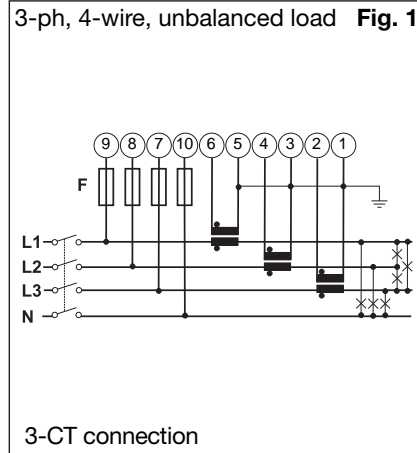 3-ph, 4-wire, unbalanced load Fig. 1
9 8 7 10 6 5 4 3 2 1
F
L1
L2
L3
N
3-CT connection